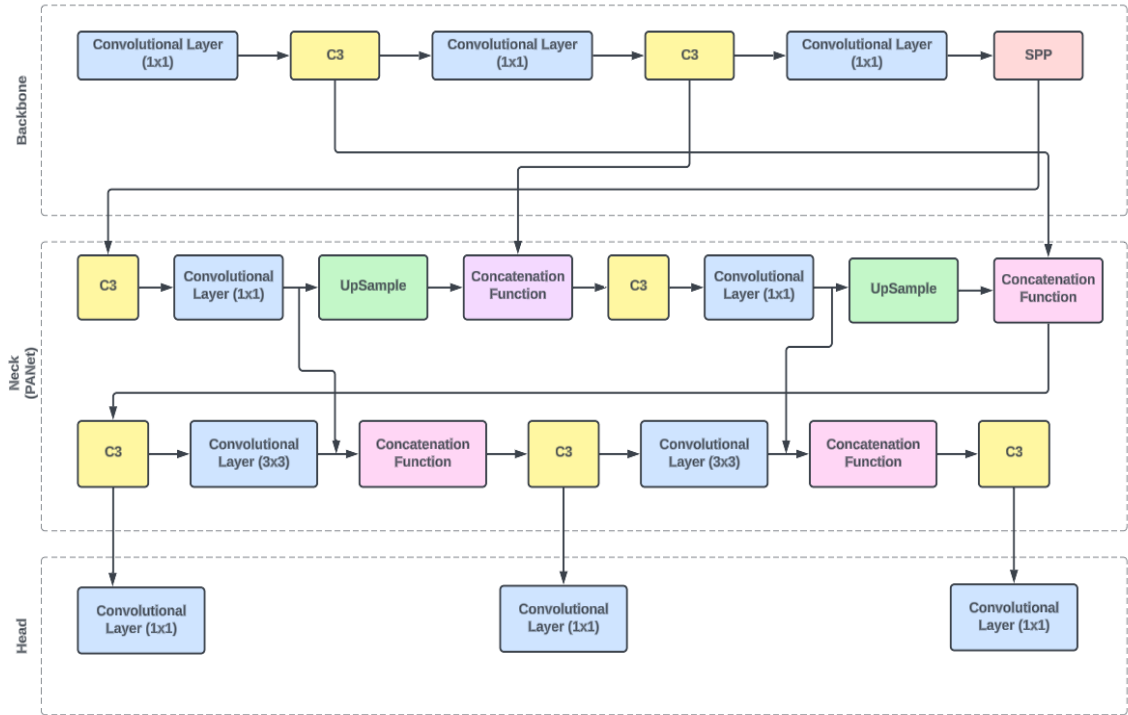 Backbone
Convolutional Layer
(1x1)
C3
Convolutional Layer
(1x1)
C3
Convolutional Layer
(1x1)
SPP
Neck
(PANet)
C3
Convolutional
Layer (1x1)
UpSample
Concatenation
Function
C3
Convolutional
Layer (1x1)
UpSample
Concatenation
Function
C3
Convolutional
Layer (3x3)
Concatenation
Function
C3
Convolutional
Layer (3x3)
Concatenation
Function
C3
Head
Convolutional
Layer (1x1)
Convolutional
Layer (1x1)
Convolutional
Layer (1x1)